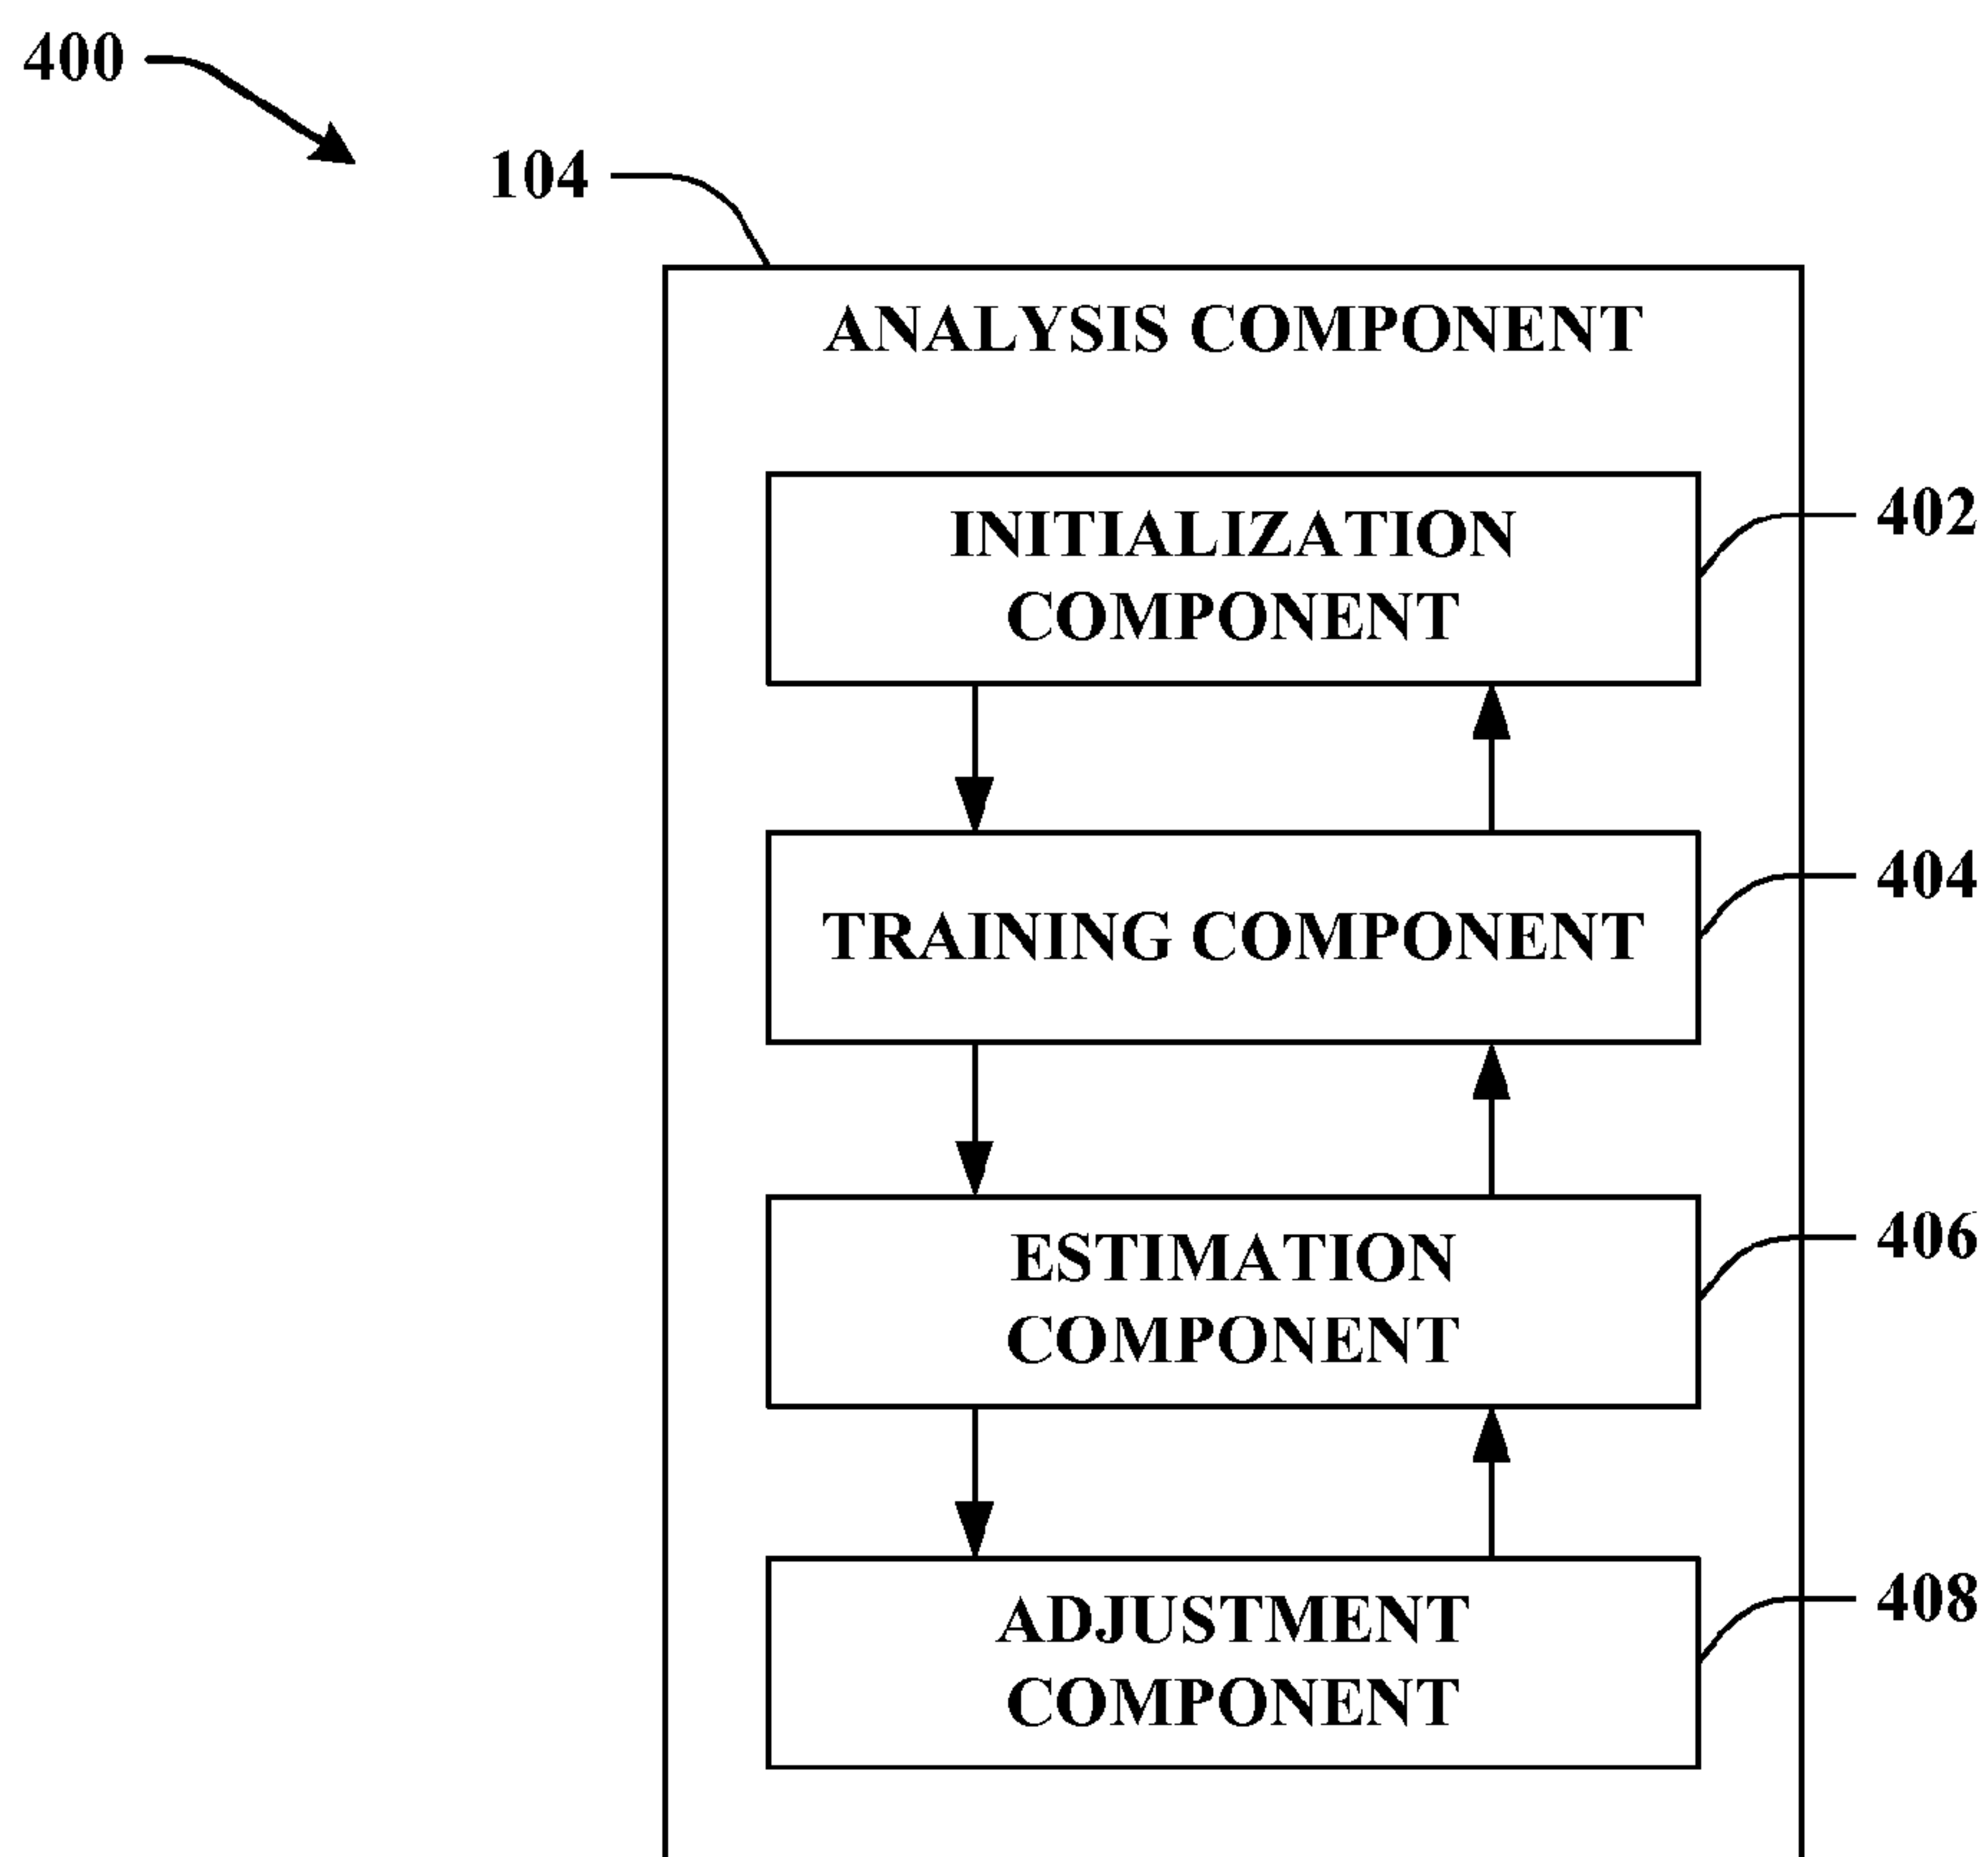 400
104
ANALYSIS COMPONENT
INITIALIZATION
COMPONENT
402
TRAINING COMPONENT
404
ESTIMATION
COMPONENT
406
ADJUSTMENT
COMPONENT
408